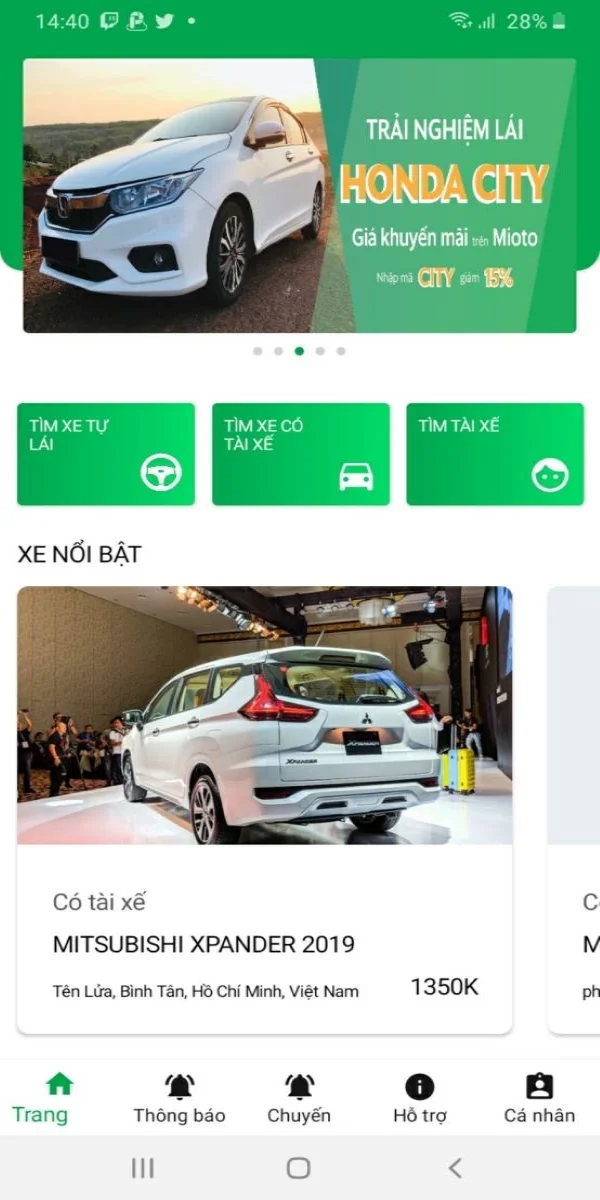 14:40
28%
TRẢI NGHIỆM LÁI
HONDA CITY
Giá khuyến mãi trên Mioto
Nhập mã CITY giảm 15%
TÌM XE TỰ
LÁI
TÌM XE CÓ
TÀI XẾ
TÌM TÀI XẾ
XE NỔI BẬT
XPANDER
XPANDER
Có tài xế
MITSUBISHI XPANDER 2019
Tên Lửa, Bình Tân, Hồ Chí Minh, Việt Nam
1350K
C
M
ph
Trang
Thông báo
Chuyến
Hỗ trợ
Cá nhân